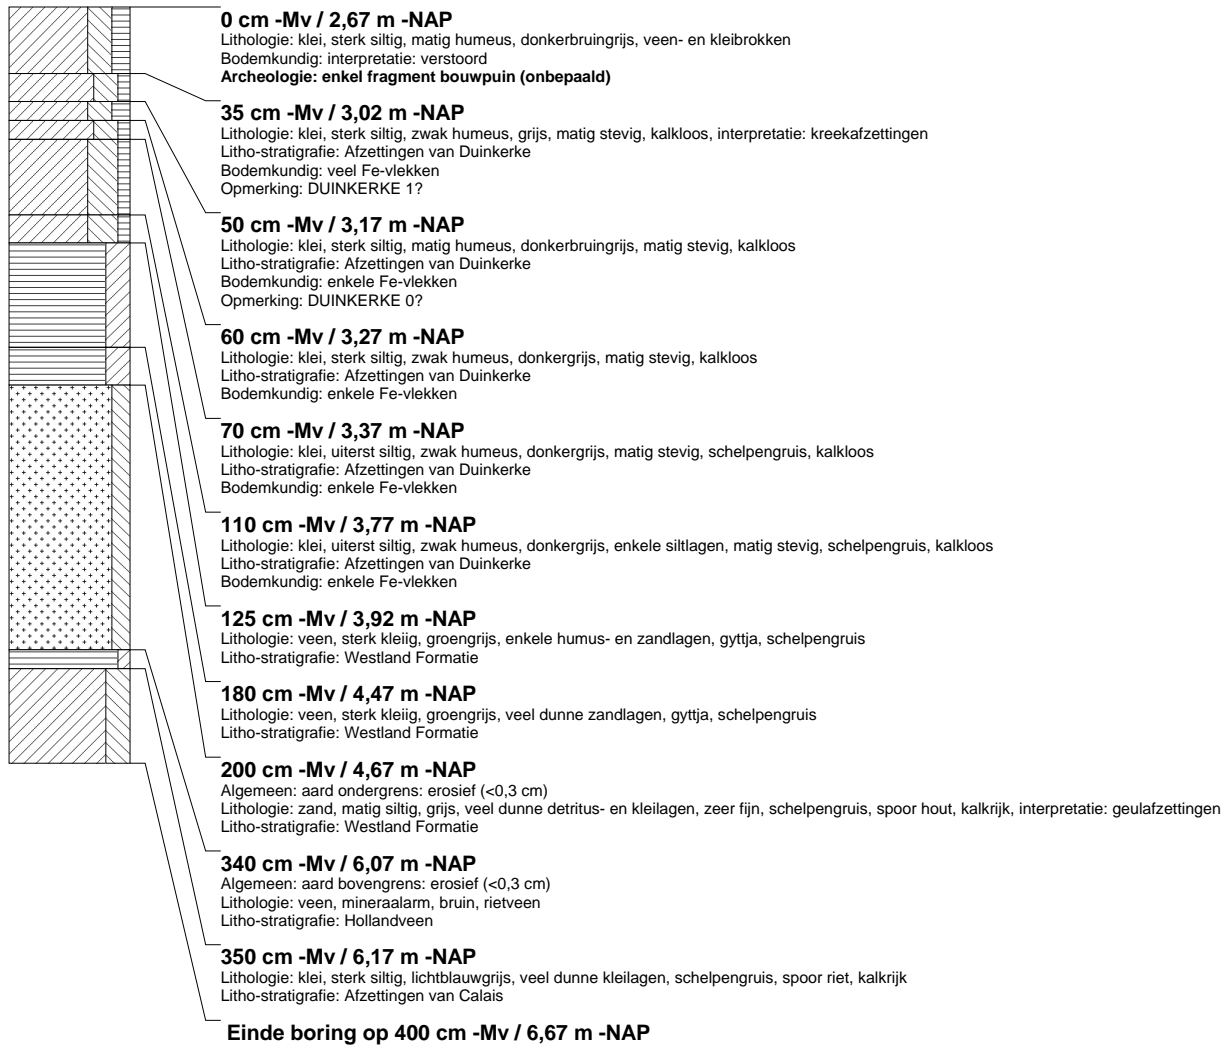 0 cm -Mv / 2,67 m -NAP
Lithologie: klei, sterk siltig, matig humeus, donkerbruingrijs, veen- en kleibrokken
Bodemkundig: interpretatie: verstoord
Archeologie: enkel fragment bouwpuin (onbepaald)
35 cm -Mv / 3,02 m -NAP
Lithologie: klei, sterk siltig, zwak humeus, grijs, matig stevig, kalkloos, interpretatie: kreekafzettingen
Litho-stratigrafie: Afzettingen van Duinkerke
Bodemkundig: veel Fe-vlekken
Opmerking: DUINKERKE 1?
50 cm -Mv / 3,17 m -NAP
Lithologie: klei, sterk siltig, matig humeus, donkerbruingrijs, matig stevig, kalkloos
Litho-stratigrafie: Afzettingen van Duinkerke
Bodemkundig: enkele Fe-vlekken
Opmerking: DUINKERKE 0?
60 cm -Mv / 3,27 m -NAP
Lithologie: klei, sterk siltig, zwak humeus, donkergrijs, matig stevig, kalkloos
Litho-stratigrafie: Afzettingen van Duinkerke
Bodemkundig: enkele Fe-vlekken
70 cm -Mv / 3,37 m -NAP
Lithologie: klei, uiterst siltig, zwak humeus, donkergrijs, matig stevig, schelpengruis, kalkloos
Litho-stratigrafie: Afzettingen van Duinkerke
Bodemkundig: enkele Fe-vlekken
110 cm -Mv / 3,77 m -NAP
Lithologie: klei, uiterst siltig, zwak humeus, donkergrijs, enkele siltlagen, matig stevig, schelpengruis, kalkloos
Litho-stratigrafie: Afzettingen van Duinkerke
Bodemkundig: enkele Fe-vlekken
125 cm -Mv / 3,92 m -NAP
Lithologie: veen, sterk kleiig, groengrijs, enkele humus- en zandlagen, gyttja, schelpengruis
Litho-stratigrafie: Westland Formatie
180 cm -Mv / 4,47 m -NAP
Lithologie: veen, sterk kleiig, groengrijs, veel dunne zandlagen, gyttja, schelpengruis
Litho-stratigrafie: Westland Formatie
200 cm -Mv / 4,67 m -NAP
Algemeen: aard ondergrens: erosief (<0,3 cm)
Lithologie: zand, matig siltig, grijs, veel dunne detritus- en kleilagen, zeer fijn, schelpengruis, spoor hout, kalkrijk, interpretatie: geulafzettingen
Litho-stratigrafie: Westland Formatie
340 cm -Mv / 6,07 m -NAP
Algemeen: aard bovengrens: erosief (<0,3 cm)
Lithologie: veen, mineraalarm, bruin, rietveen
Litho-stratigrafie: Hollandveen
350 cm -Mv / 6,17 m -NAP
Lithologie: klei, sterk siltig, lichtblauwgrijs, veel dunne kleilagen, schelpengruis, spoor riet, kalkrijk
Litho-stratigrafie: Afzettingen van Calais
Einde boring op 400 cm -Mv / 6,67 m -NAP